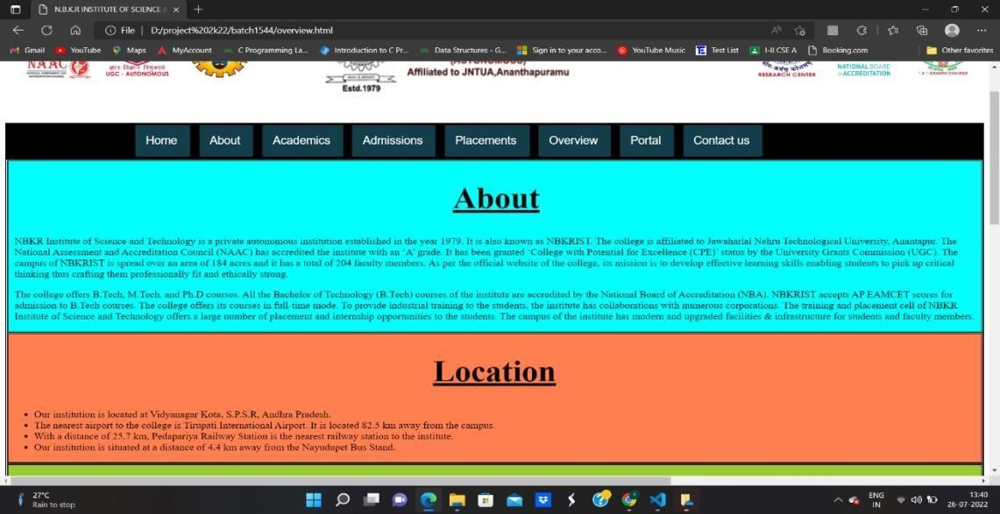 N.B.K.R INSTITUTE OF SCIENCE A
File | D:/project%202k22/batch1544/overview.html
Gmail YouTube Maps MyAccount C Programming La... Introduction to C Pr... Data Structures - G... Sign in to your acco... YouTube Music Test List I-II CSE A Booking.com Other favorites
NAAC
ज्ञान-विज्ञान विमुक्तये
UGC - AUTONOMOUS
Estd.1979
(AUTONOMOUS)
Affiliated to JNTUA,Ananthapuramu
RESEARCH CENTER
NATIONAL BOARD
of ACCREDITATION
"A" GRADED COLLEGE
Home About Academics Admissions Placements Overview Portal Contact us
About
NBKR Institute of Science and Technology is a private autonomous institution established in the year 1979. It is also known as NBKRIST. The college is affiliated to Jawaharlal Nehru Technological University, Anantapur. The
National Assessment and Accreditation Council (NAAC) has accredited the institute with an ‘A’ grade. It has been granted ‘College with Potential for Excellence (CPE)’ status by the University Grants Commission (UGC). The
campus of NBKRIST is spread over an area of 184 acres and it has a total of 204 faculty members. As per the official website of the college, its mission is to develop effective learning skills enabling students to pick up critical
thinking thus crafting them professionally fit and ethically strong.
The college offers B.Tech, M.Tech, and Ph.D courses. All the Bachelor of Technology (B.Tech) courses of the institute are accredited by the National Board of Accreditation (NBA). NBKRIST accepts AP EAMCET scores for
admission to B.Tech courses. The college offers its courses in full-time mode. To provide industrial training to the students, the institute has collaborations with numerous corporations. The training and placement cell of NBKR
Institute of Science and Technology offers a large number of placement and internship opportunities to the students. The campus of the institute has modern and upgraded facilities & infrastructure for students and faculty members.
Location
• Our institution is located at Vidyanagar Kota, S.P.S.R, Andhra Pradesh.
• The nearest airport to the college is Tirupati International Airport. It is located 82.5 km away from the campus.
• With a distance of 25.7 km, Pedapariya Railway Station is the nearest railway station to the institute.
• Our institution is situated at a distance of 4.4 km away from the Nayudupet Bus Stand.
27°C
Rain to stop
ENG
IN
13:40
26-07-2022